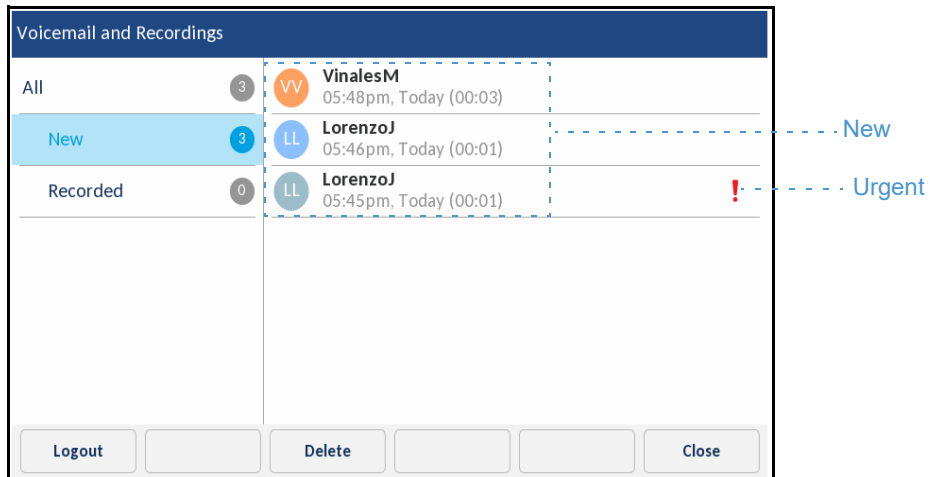 Voicemail and Recordings
All 3
New 3
Recorded 0
VV VinalesM
05:48pm, Today (00:03)
LL LorenzoJ
05:46pm, Today (00:01)
LL LorenzoJ
05:45pm, Today (00:01) !
New
Urgent
Logout Delete Close